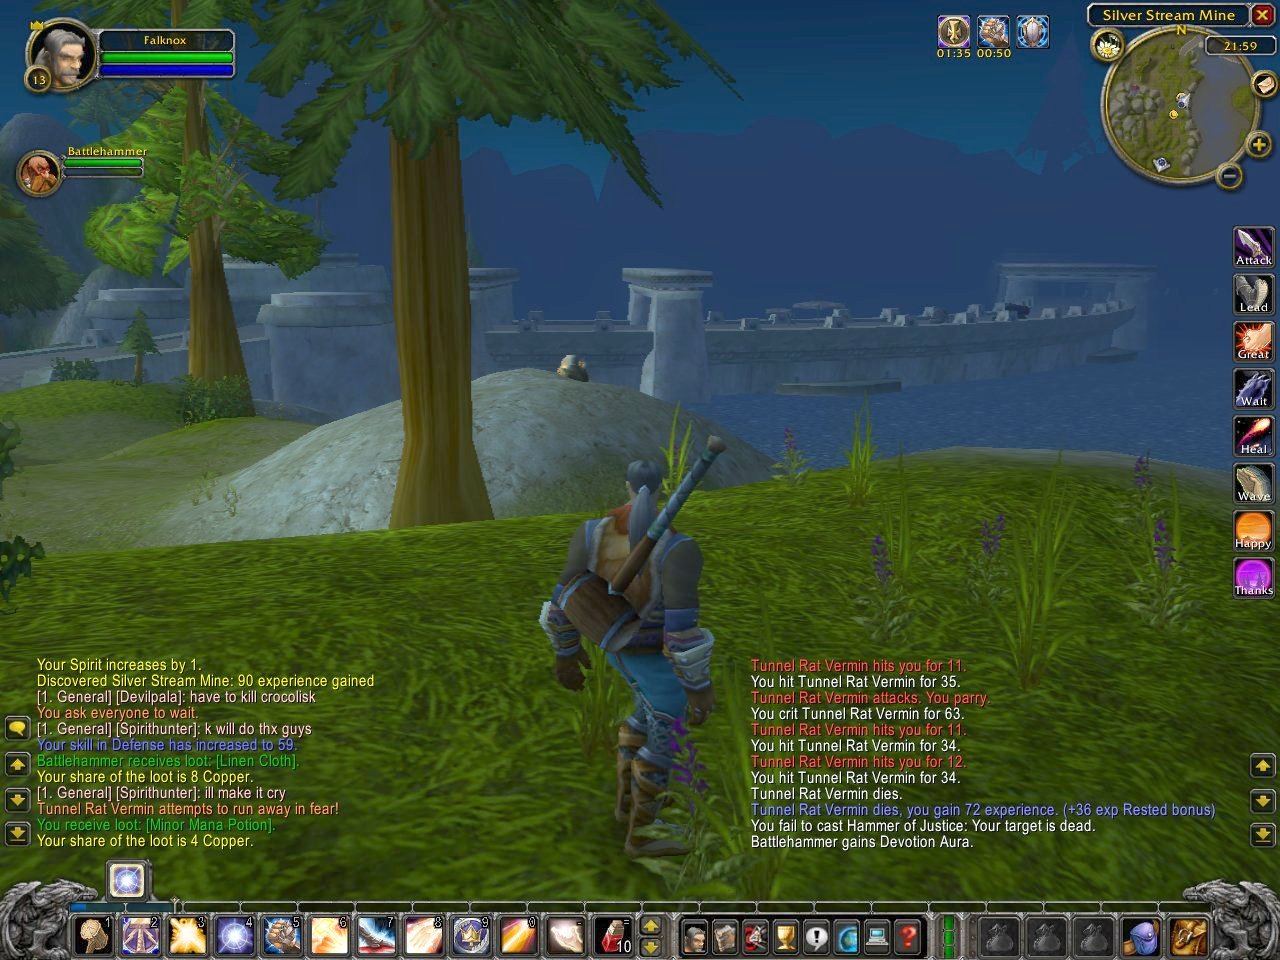 Falknox
13
Battlehammer
01:35 00:50
Silver Stream Mine
N
21:59
Attack
Lead
Great
Wait
Heal
Wave
Happy
Thanks
Your Spirit increases by 1.
Discovered Silver Stream Mine: 90 experience gained
[1. General] [Devilpala]: have to kill crocolisk
You ask everyone to wait.
[1. General] [Spirithunter]: k will do thx guys
Your skill in Defense has increased to 59.
Battlehammer receives loot: [Linen Cloth].
Your share of the loot is 8 Copper.
[1. General] [Spirithunter]: ill make it cry
Tunnel Rat Vermin attempts to run away in fear!
You receive loot: [Minor Mana Potion].
Your share of the loot is 4 Copper.
Tunnel Rat Vermin hits you for 11.
You hit Tunnel Rat Vermin for 35.
Tunnel Rat Vermin attacks. You parry.
You crit Tunnel Rat Vermin for 63.
Tunnel Rat Vermin hits you for 11.
You hit Tunnel Rat Vermin for 34.
Tunnel Rat Vermin hits you for 12.
You hit Tunnel Rat Vermin for 34.
Tunnel Rat Vermin dies.
Tunnel Rat Vermin dies, you gain 72 experience. (+36 exp Rested bonus)
You fail to cast Hammer of Justice: Your target is dead.
Battlehammer gains Devotion Aura.
1 2 3 4 5 6 7 8 9 0 - =
10